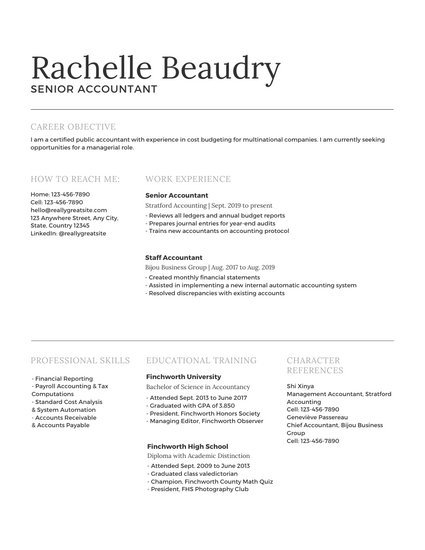 Rachelle Beaudry
SENIOR ACCOUNTANT
CAREER OBJECTIVE
I am a certified public accountant with experience in cost budgeting for multinational companies. I am currently seeking
opportunities for a managerial role.
HOW TO REACH ME:
Home: 123-456-7890
Cell: 123-456-7890
hello@reallygreatsite.com
123 Anywhere Street, Any City,
State, Country 12345
LinkedIn: @reallygreatsite
WORK EXPERIENCE
Senior Accountant
Stratford Accounting | Sept. 2019 to present
- Reviews all ledgers and annual budget reports
- Prepares journal entries for year-end audits
- Trains new accountants on accounting protocol
Staff Accountant
Bijou Business Group | Aug. 2017 to Aug. 2019
- Created monthly financial statements
- Assisted in implementing a new internal automatic accounting system
- Resolved discrepancies with existing accounts
PROFESSIONAL SKILLS
- Financial Reporting
- Payroll Accounting & Tax
Computations
- Standard Cost Analysis
& System Automation
- Accounts Receivable
& Accounts Payable
EDUCATIONAL TRAINING
Finchworth University
Bachelor of Science in Accountancy
- Attended Sept. 2013 to June 2017
- Graduated with GPA of 3.850
- President, Finchworth Honors Society
- Managing Editor, Finchworth Observer
Finchworth High School
Diploma with Academic Distinction
- Attended Sept. 2009 to June 2013
- Graduated class valedictorian
- Champion, Finchworth County Math Quiz
- President, FHS Photography Club
CHARACTER
REFERENCES
Shi Xinya
Management Accountant, Stratford
Accounting
Cell: 123-456-7890
Geneviève Passereau
Chief Accountant, Bijou Business
Group
Cell: 123-456-7890